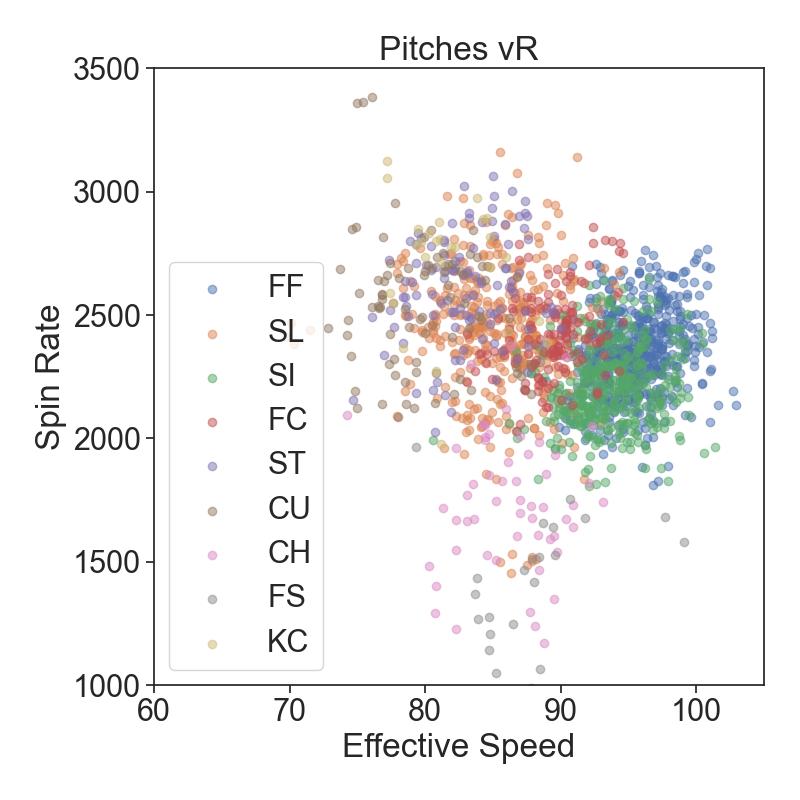 Pitches vR
3500
3000
2500
2000
1500
1000
Spin Rate
FF
SL
SI
FC
ST
CU
CH
FS
KC
60 70 80 90 100
Effective Speed